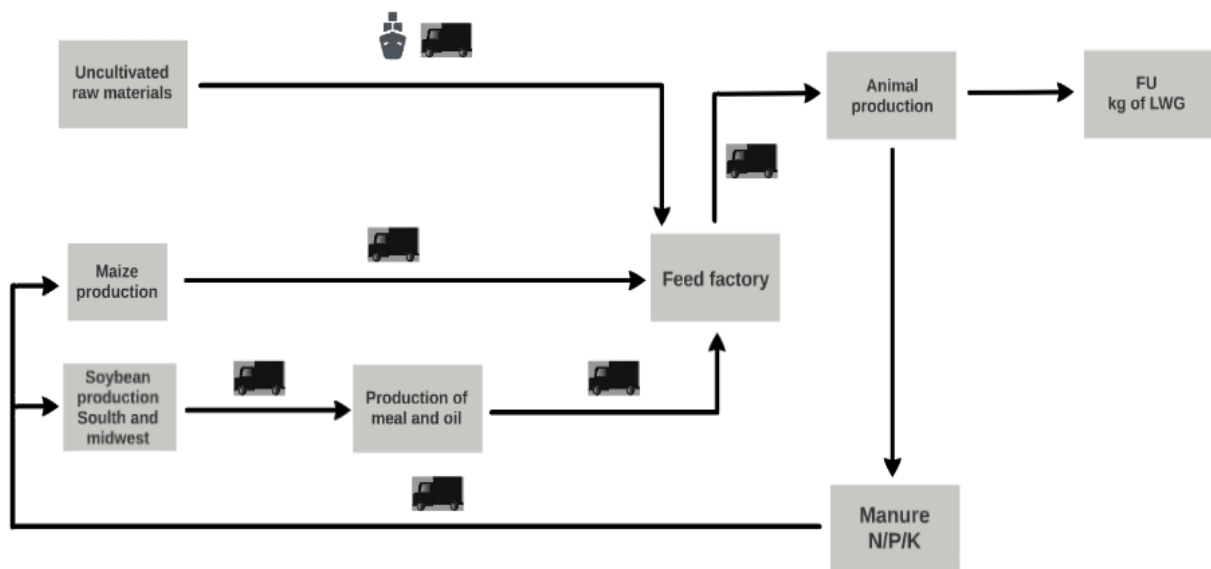 Uncultivated
raw materials
Animal
production
FU
kg of LWG
Maize
production
Feed factory
Soybean
production
Soulth and
midwest
Production of
meal and oil
Manure
N/P/K